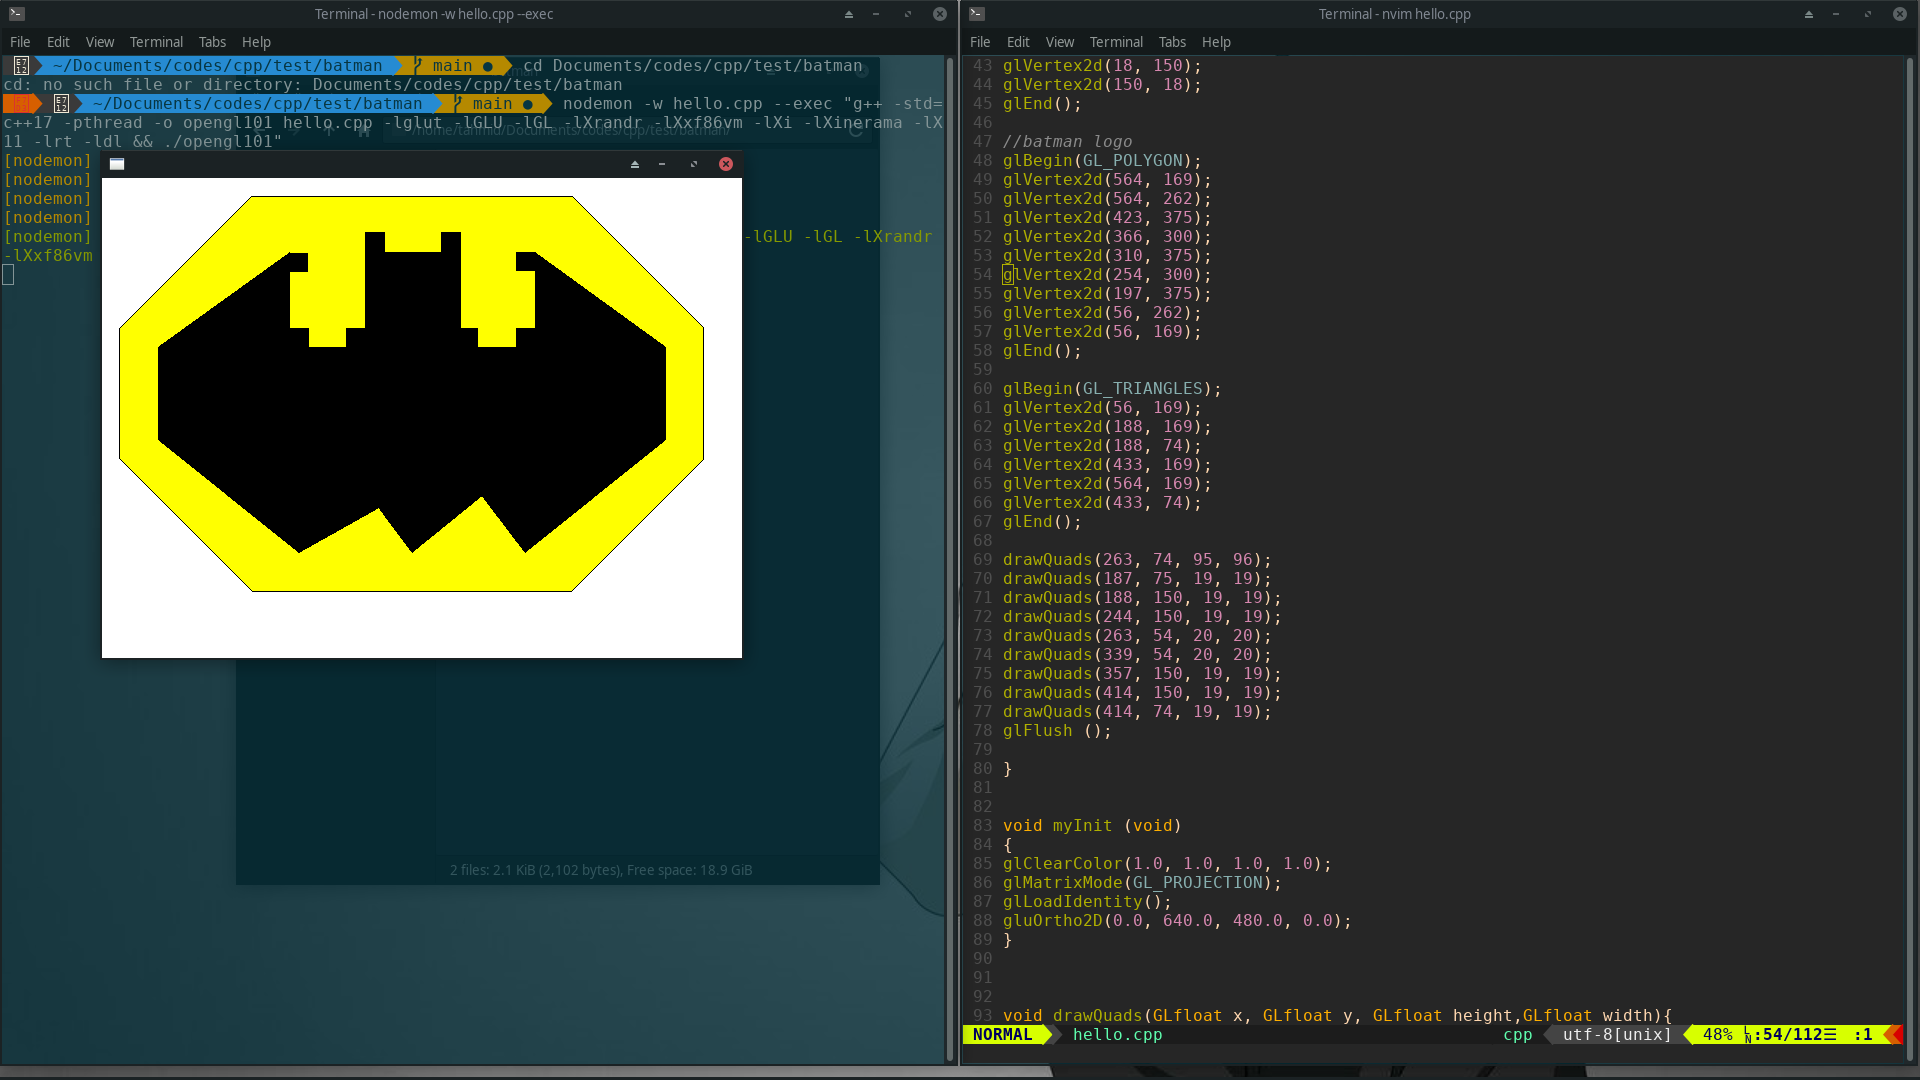 Terminal - nodemon -w hello.cpp --exec
File Edit View Terminal Tabs Help
~/Documents/codes/cpp/test/batman main ● cd Documents/codes/cpp/test/batman
cd: no such file or directory: Documents/codes/cpp/test/batman
~/Documents/codes/cpp/test/batman main ● nodemon -w hello.cpp --exec "g++ -std=
c++17 -pthread -o opengl101 hello.cpp -lglut -lGLU -lGL -lXrandr -lXxf86vm -lXi -lXinerama -lX
11 -lrt -ldl && ./opengl101"
[nodemon]
[nodemon]
[nodemon]
[nodemon]
[nodemon] -lGLU -lGL -lXrandr
-lXxf86vm
/home/tanmid/Documents/codes/cpp/test/batman/
2 files: 2.1 KiB (2,102 bytes), Free space: 18.9 GiB
Terminal - nvim hello.cpp
File Edit View Terminal Tabs Help
43 glVertex2d(18, 150);
44 glVertex2d(150, 18);
45 glEnd();
46
47 //batman logo
48 glBegin(GL_POLYGON);
49 glVertex2d(564, 169);
50 glVertex2d(564, 262);
51 glVertex2d(423, 375);
52 glVertex2d(366, 300);
53 glVertex2d(310, 375);
54 glVertex2d(254, 300);
55 glVertex2d(197, 375);
56 glVertex2d(56, 262);
57 glVertex2d(56, 169);
58 glEnd();
59
60 glBegin(GL_TRIANGLES);
61 glVertex2d(56, 169);
62 glVertex2d(188, 169);
63 glVertex2d(188, 74);
64 glVertex2d(433, 169);
65 glVertex2d(564, 169);
66 glVertex2d(433, 74);
67 glEnd();
68
69 drawQuads(263, 74, 95, 96);
70 drawQuads(187, 75, 19, 19);
71 drawQuads(188, 150, 19, 19);
72 drawQuads(244, 150, 19, 19);
73 drawQuads(263, 54, 20, 20);
74 drawQuads(339, 54, 20, 20);
75 drawQuads(357, 150, 19, 19);
76 drawQuads(414, 150, 19, 19);
77 drawQuads(414, 74, 19, 19);
78 glFlush ();
79
80 }
81
82
83 void myInit (void)
84 {
85 glClearColor(1.0, 1.0, 1.0, 1.0);
86 glMatrixMode(GL_PROJECTION);
87 glLoadIdentity();
88 gluOrtho2D(0.0, 640.0, 480.0, 0.0);
89 }
90
91
92
93 void drawQuads(GLfloat x, GLfloat y, GLfloat height,GLfloat width){
NORMAL hello.cpp cpp utf-8[unix] 48% :54/112☰ :1